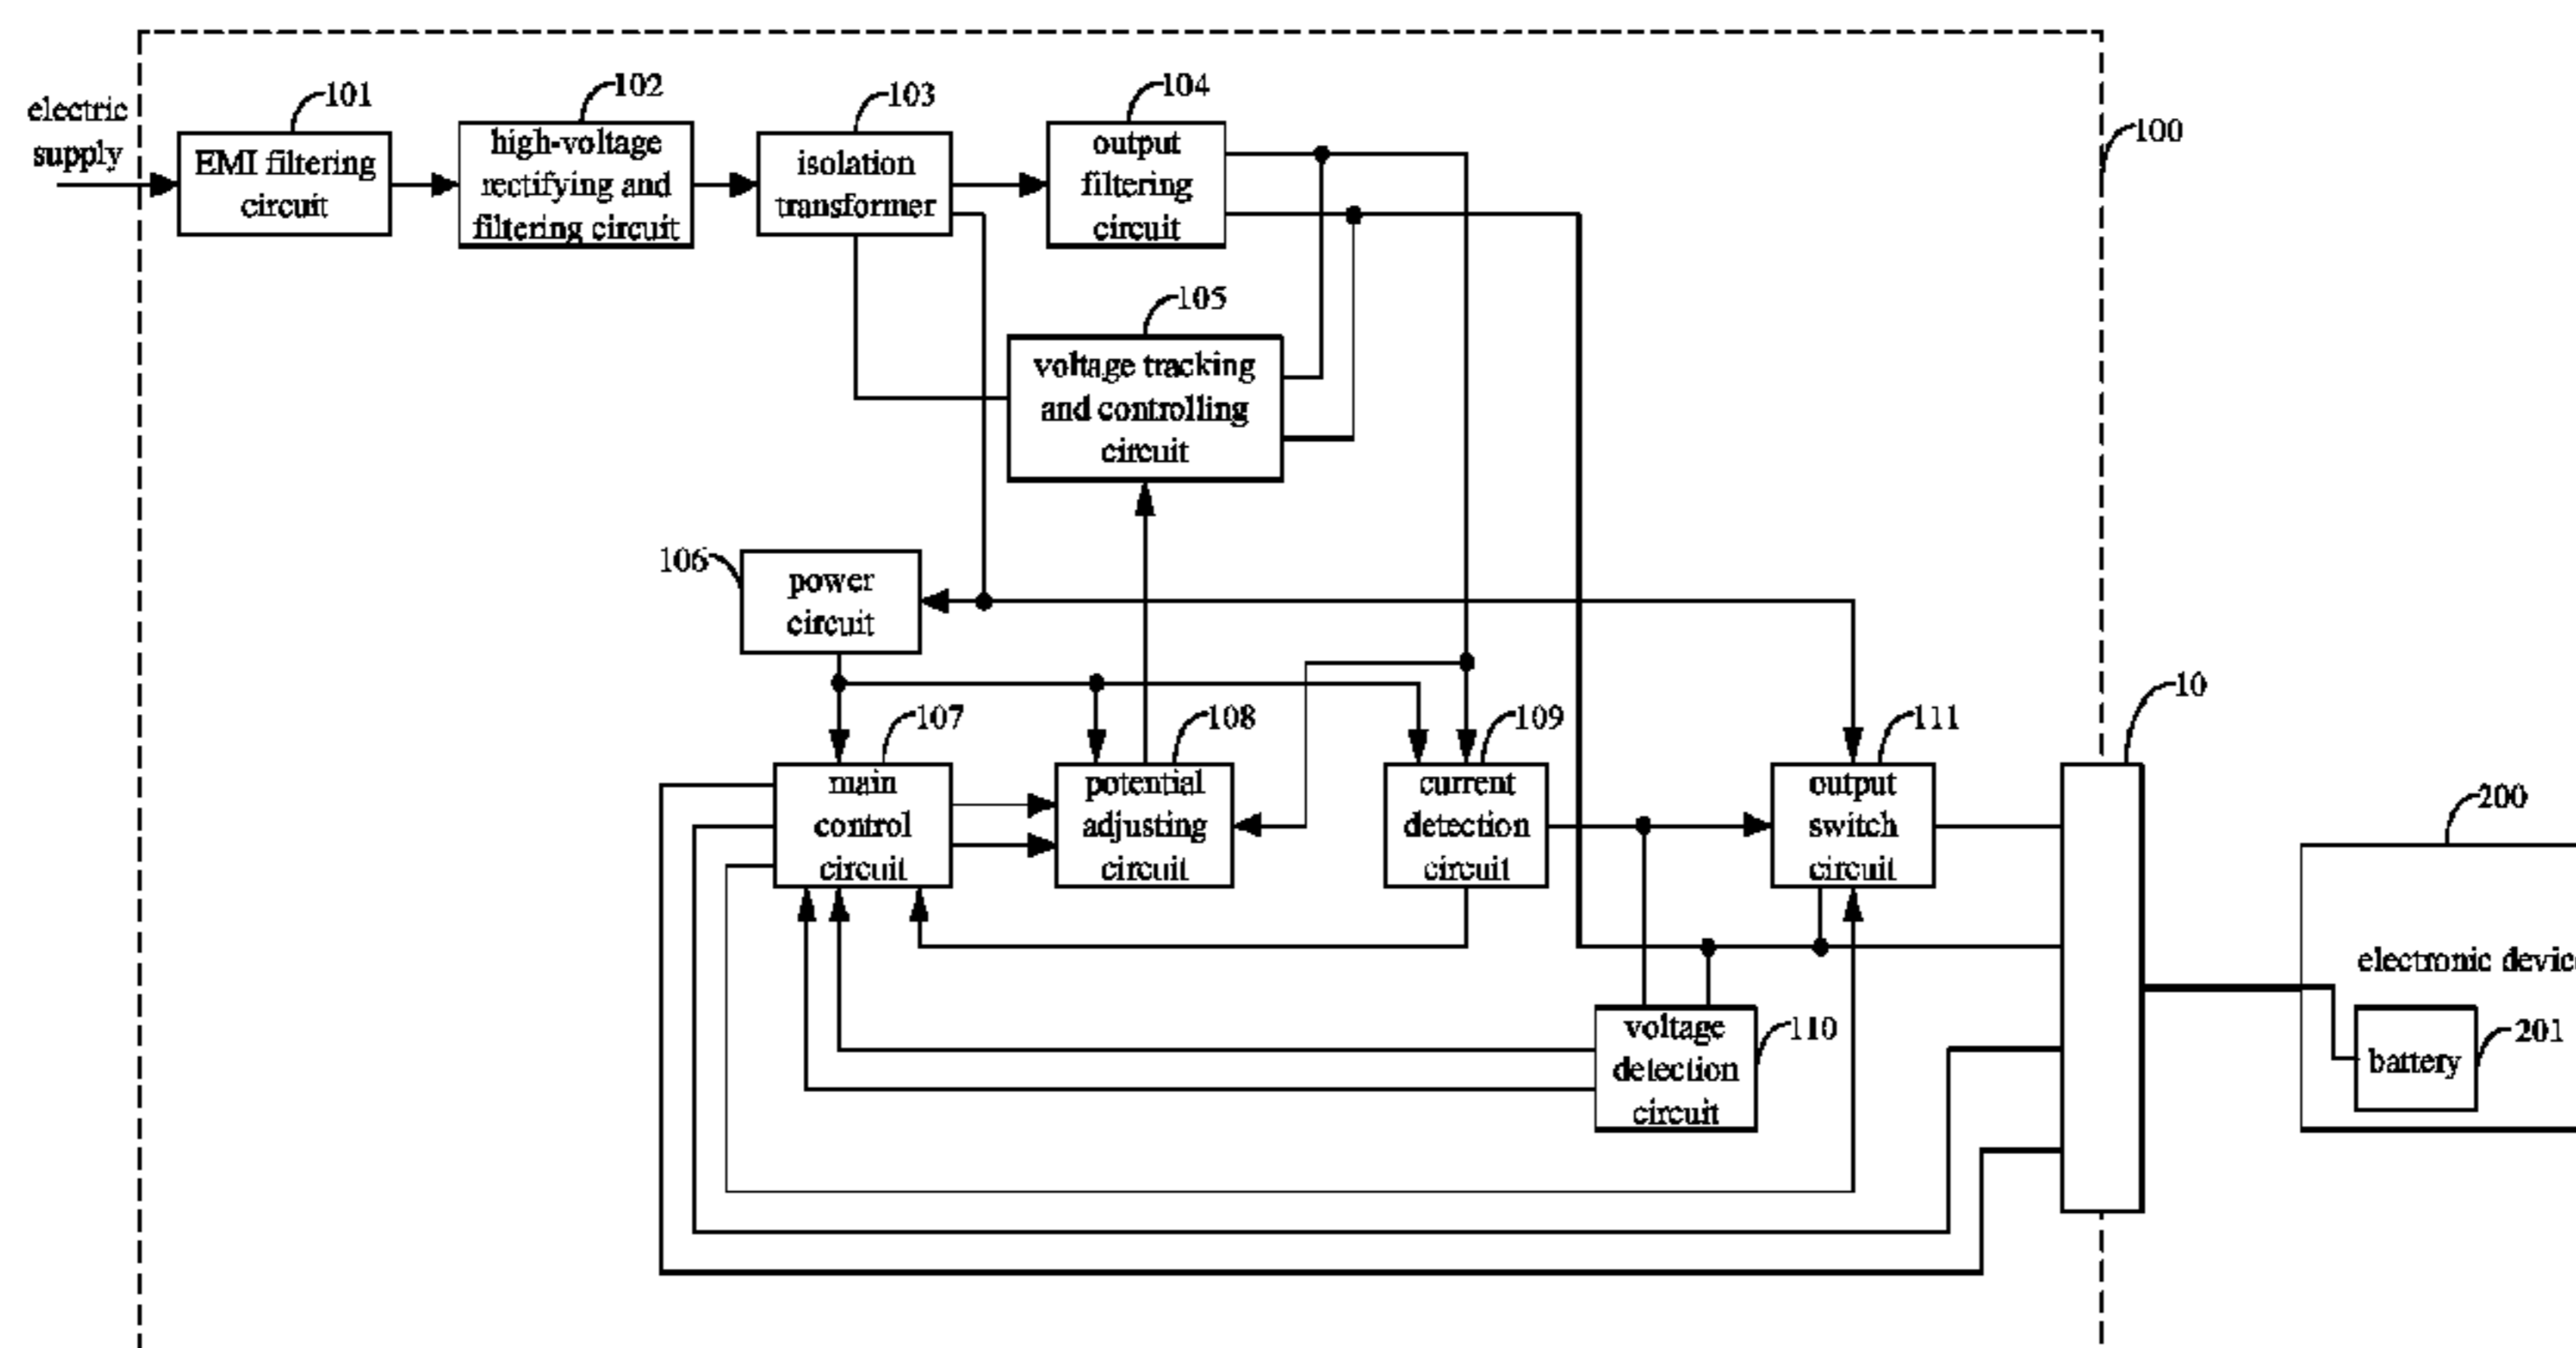 101
102
103
104
electric
supply
EMI filtering
circuit
high-voltage
rectifying and
filtering circuit
isolation
transformer
output
filtering
circuit
100
105
voltage tracking
and controlling
circuit
106
power
circuit
107
108
109
111
10
main
control
circuit
potential
adjusting
circuit
current
detection
circuit
output
switch
circuit
200
electronic devic
voltage
detection
circuit
110
battery
201